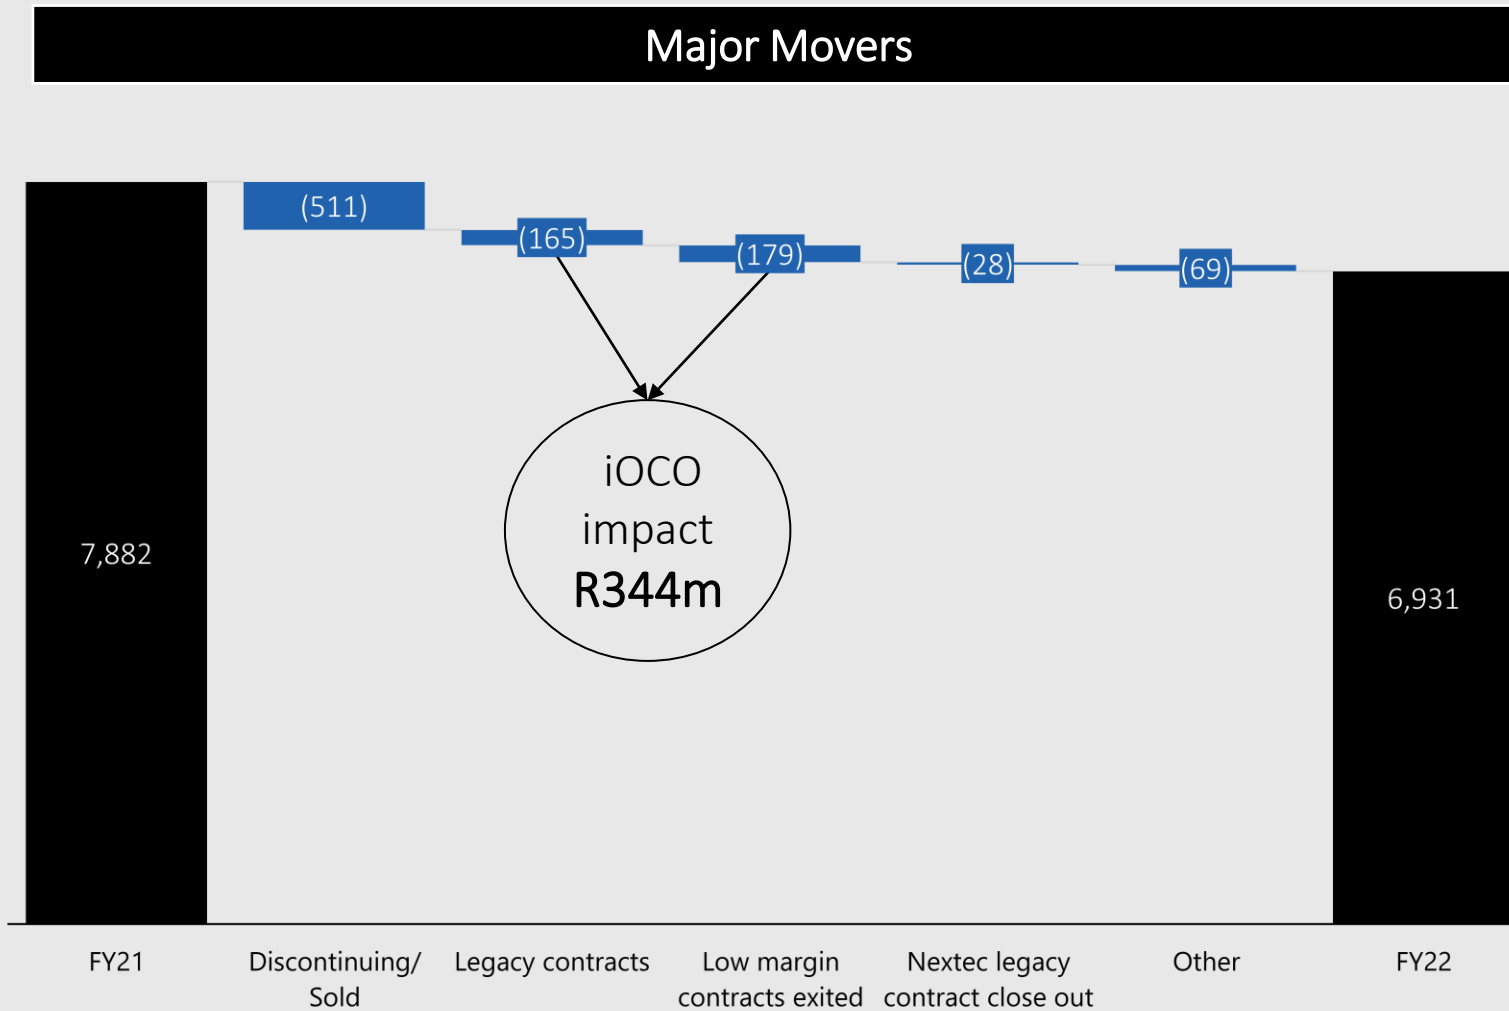 Major Movers
(511)
(165)
(179)
(28)
(69)
iOCO
impact
R344m
7,882
6,931
FY21
Discontinuing/
Sold
Legacy contracts
Low margin
contracts exited
Nextec legacy
contract close out
Other
FY22